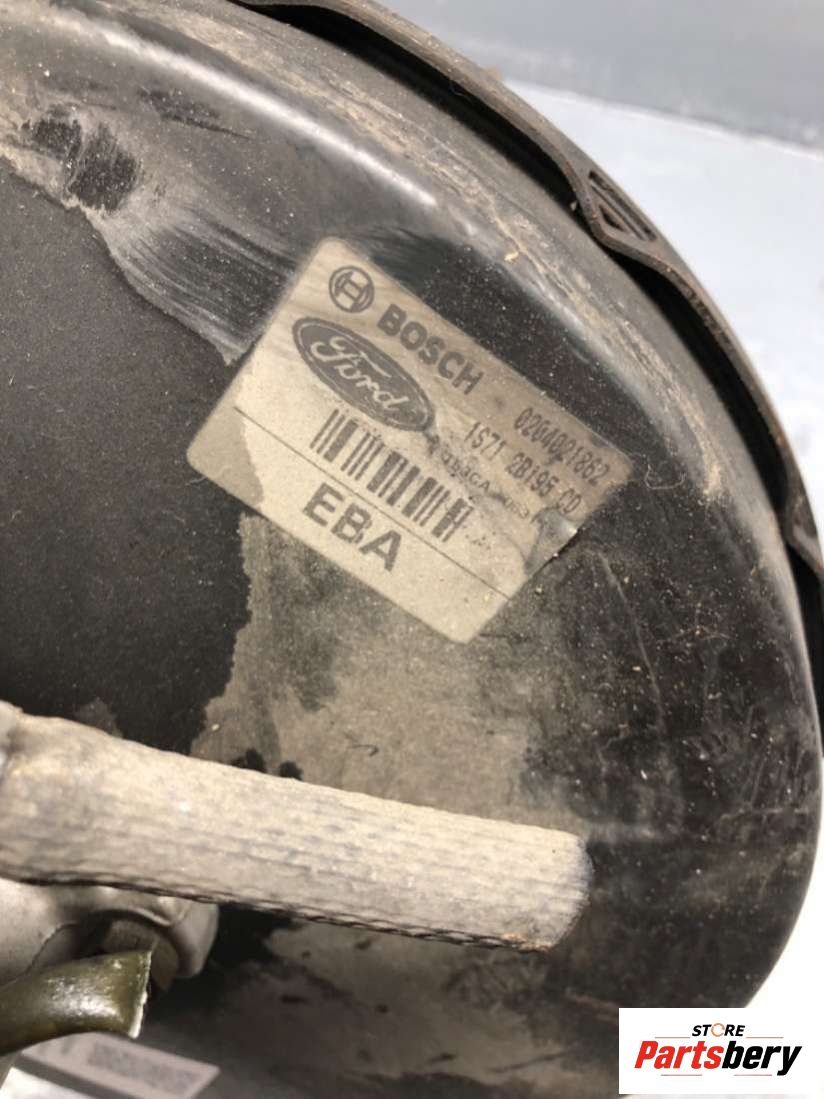 BOSCH 0204021862
Ford 1S71 2B195 CD
EBA
STORE
Partsbery